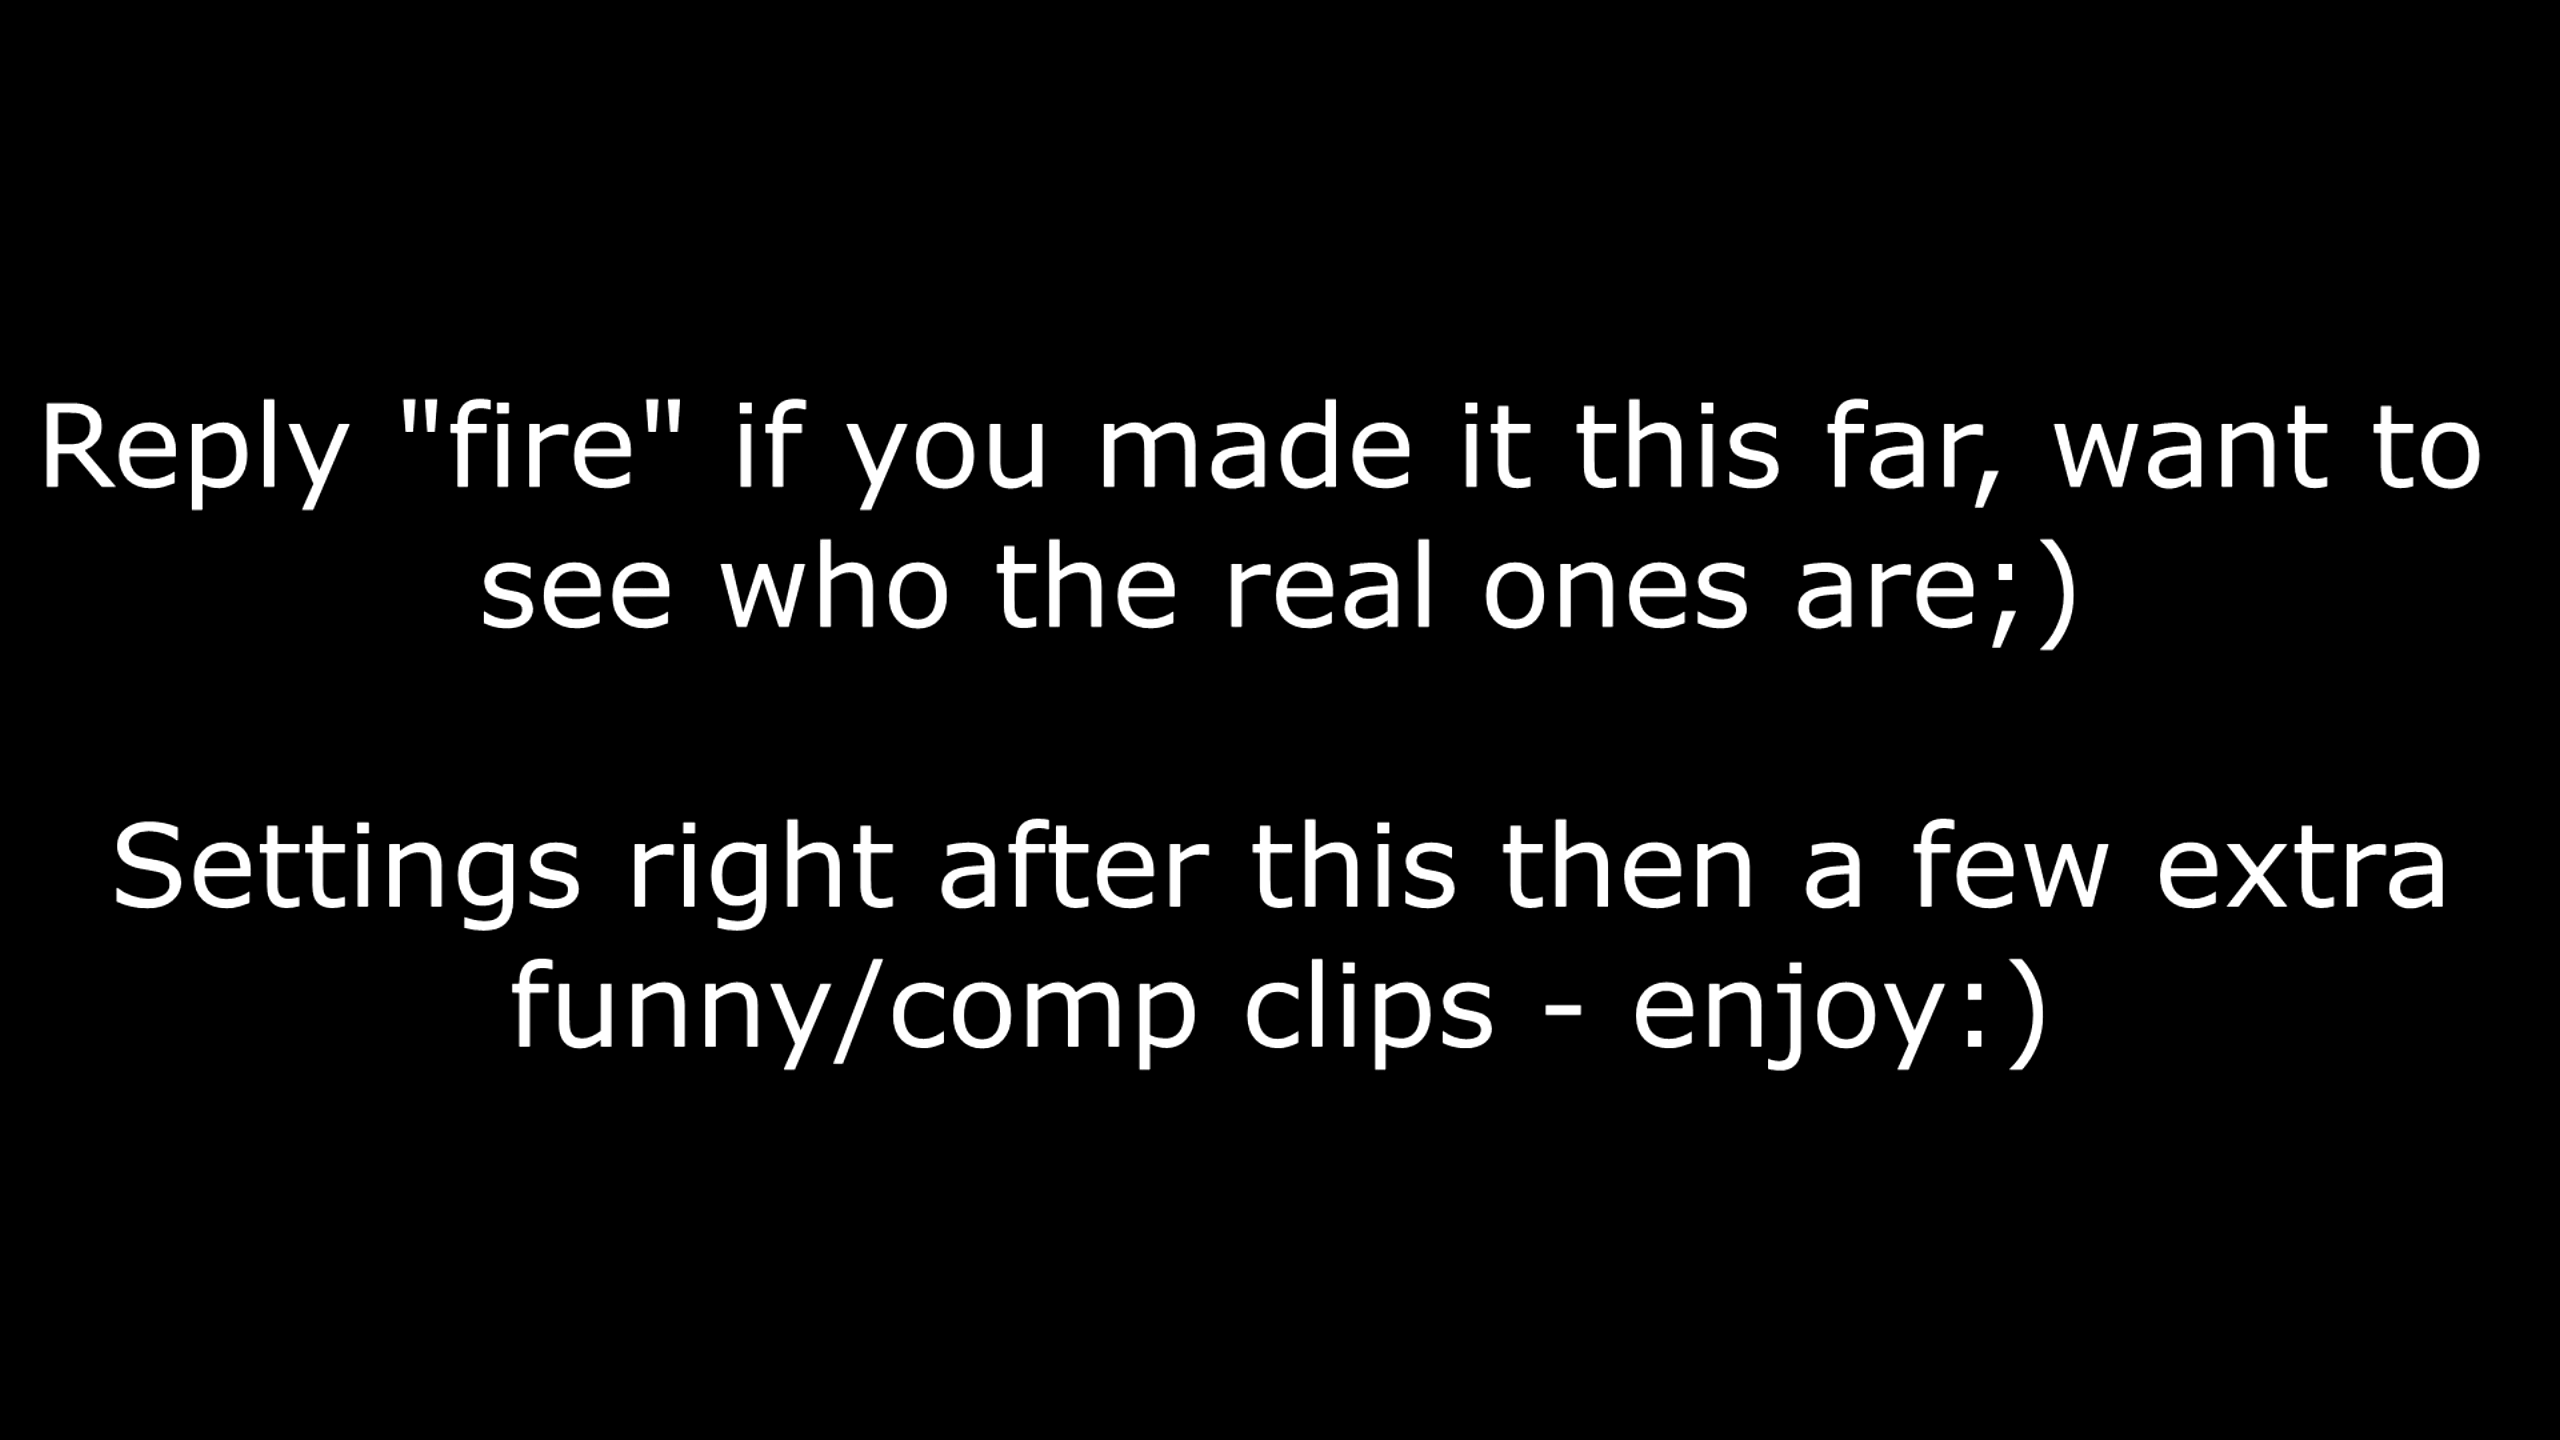 Reply "fire" if you made it this far, want to
see who the real ones are;)
Settings right after this then a few extra
funny/comp clips - enjoy:)